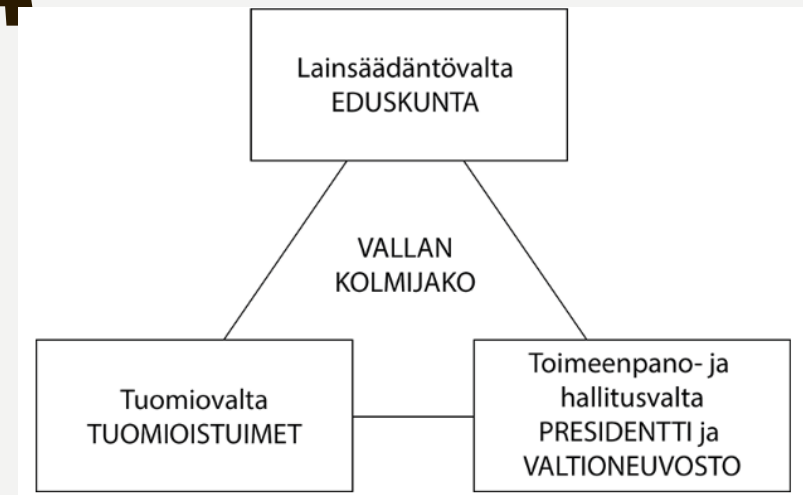 Lainsäädäntövalta
EDUSKUNTA
VALLAN
KOLMIJAKO
Tuomiovalta
TUOMIOISTUIMET
Toimeenpano- ja
hallitusvalta
PRESIDENTTI ja
VALTIONEUVOSTO